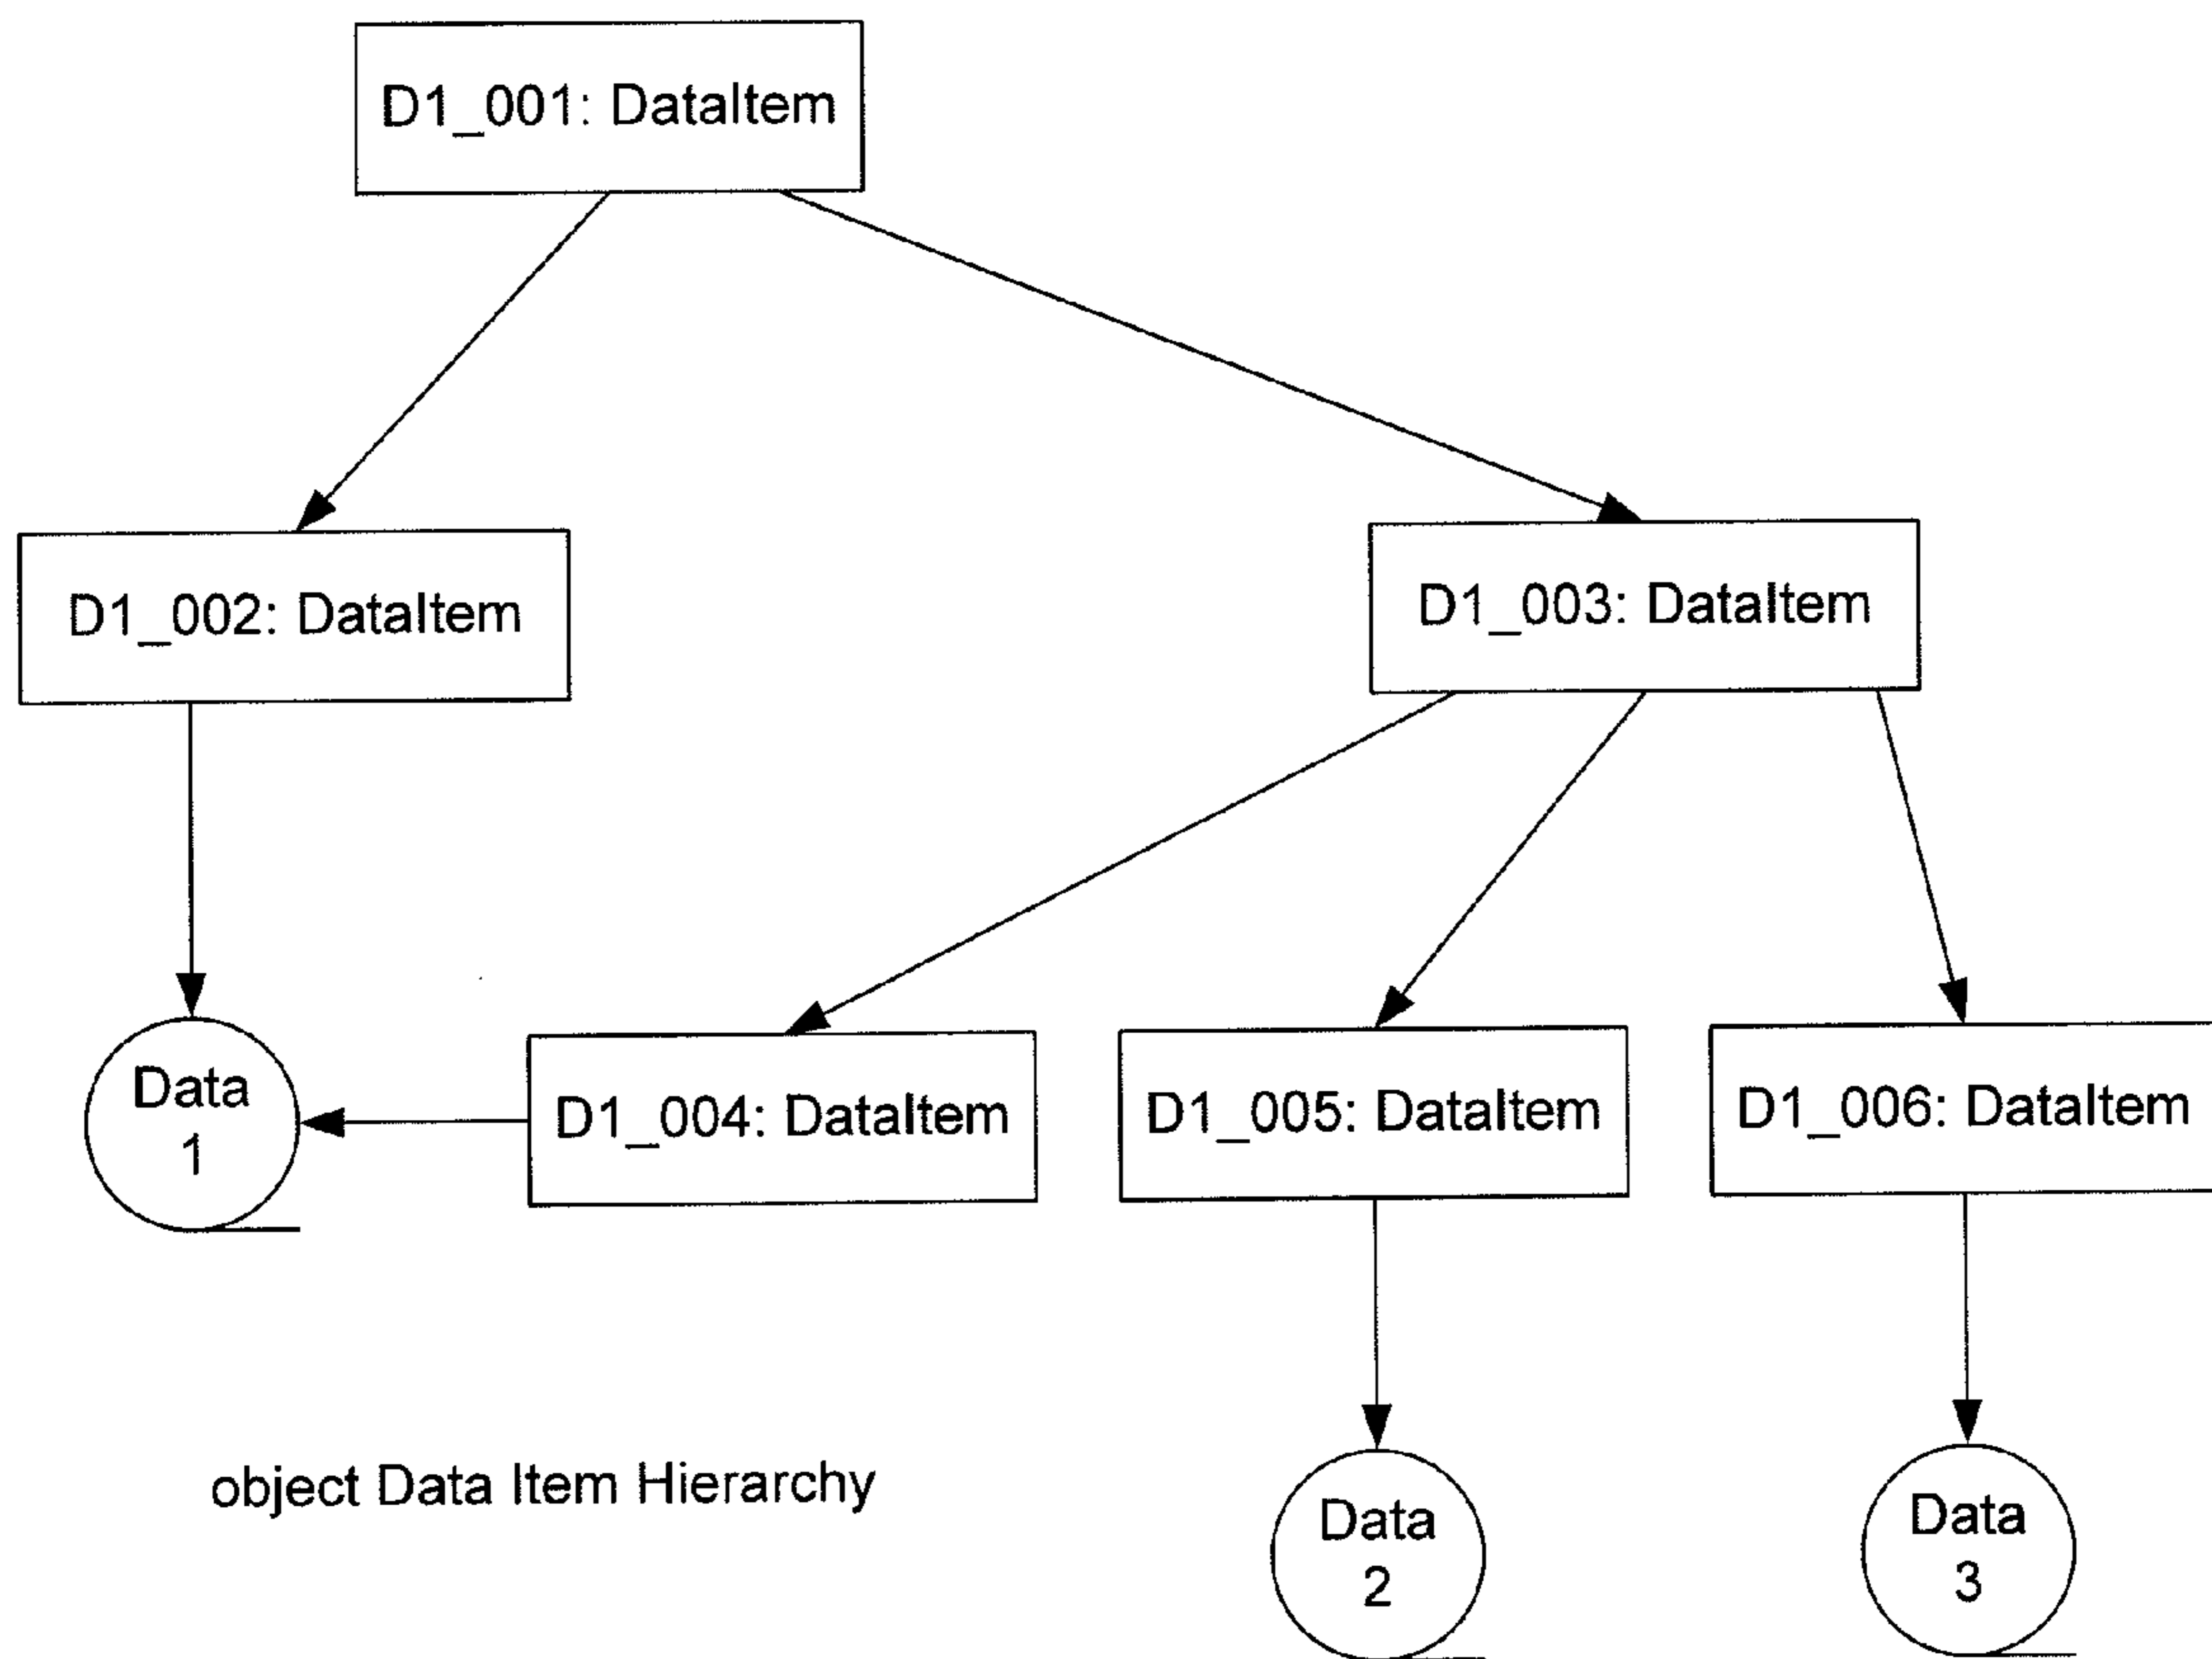 D1_001: DataItem
D1_002: DataItem
D1_003: DataItem
Data
1
D1_004: DataItem
D1_005: DataItem
D1_006: DataItem
object Data Item Hierarchy
Data
2
Data
3